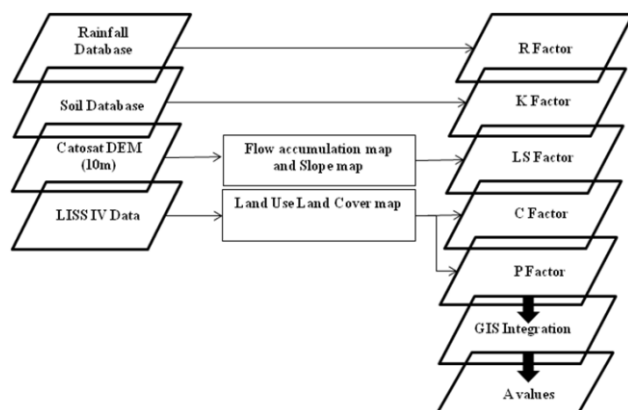 Rainfall
Database
R Factor
Soil Database
K Factor
Catosat DEM
(10m)
Flow accumulation map
and Slope map
LS Factor
LISS IV Data
Land Use Land Cover map
C Factor
P Factor
GIS Integration
A values